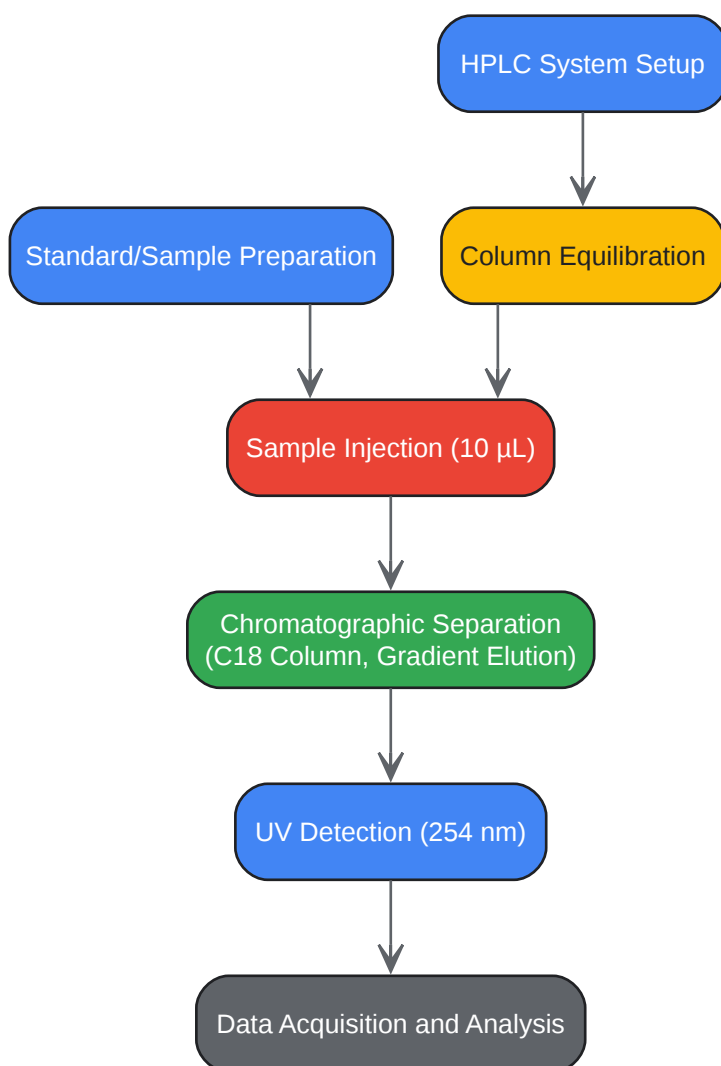 HPLC System Setup
Standard/Sample Preparation
Column Equilibration
Sample Injection (10 µL)
Chromatographic Separation
(C18 Column, Gradient Elution)
UV Detection (254 nm)
Data Acquisition and Analysis